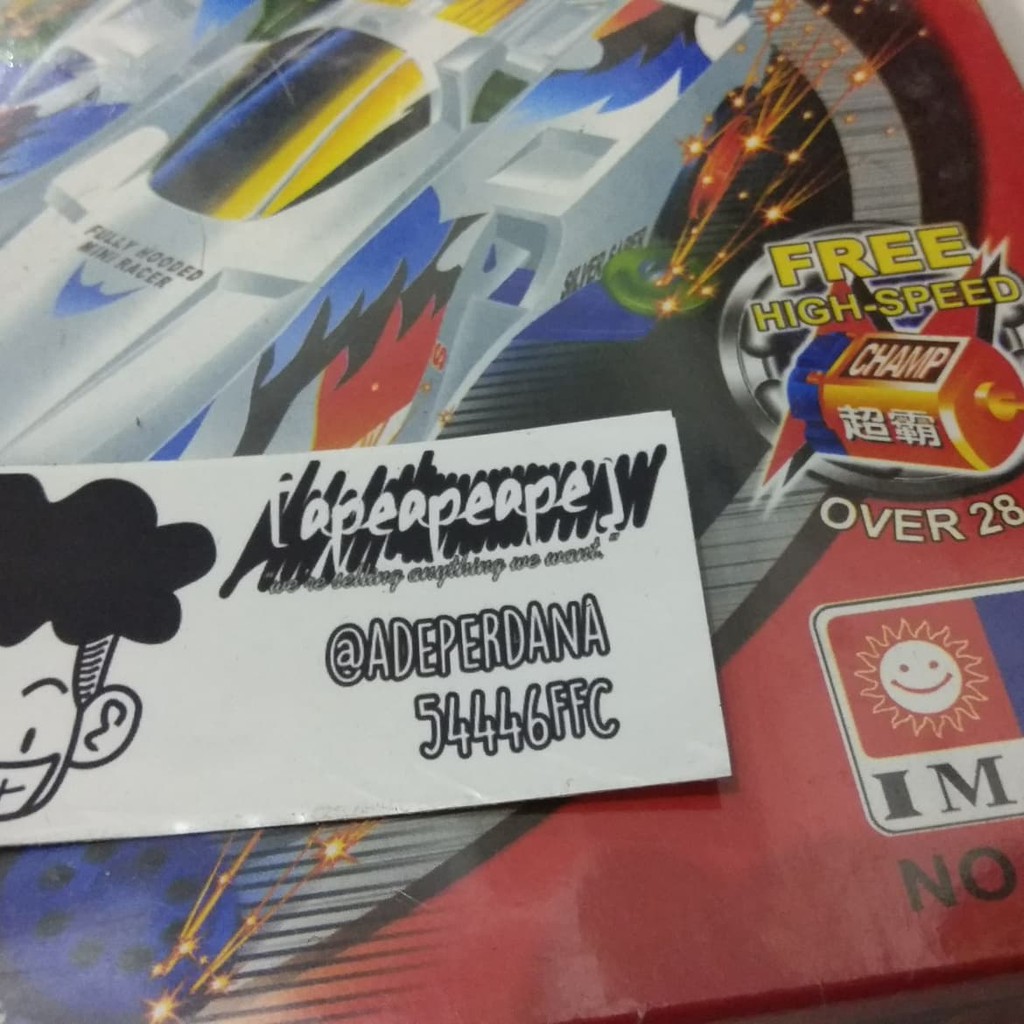 FULLY HOODED
MINI RACER
FREE
HIGH-SPEED
CHAMP
超霸
OVER 28
[apeapeape]
"we're selling anything we want."
@ADEPERDANA
54446FFC
IM
NO